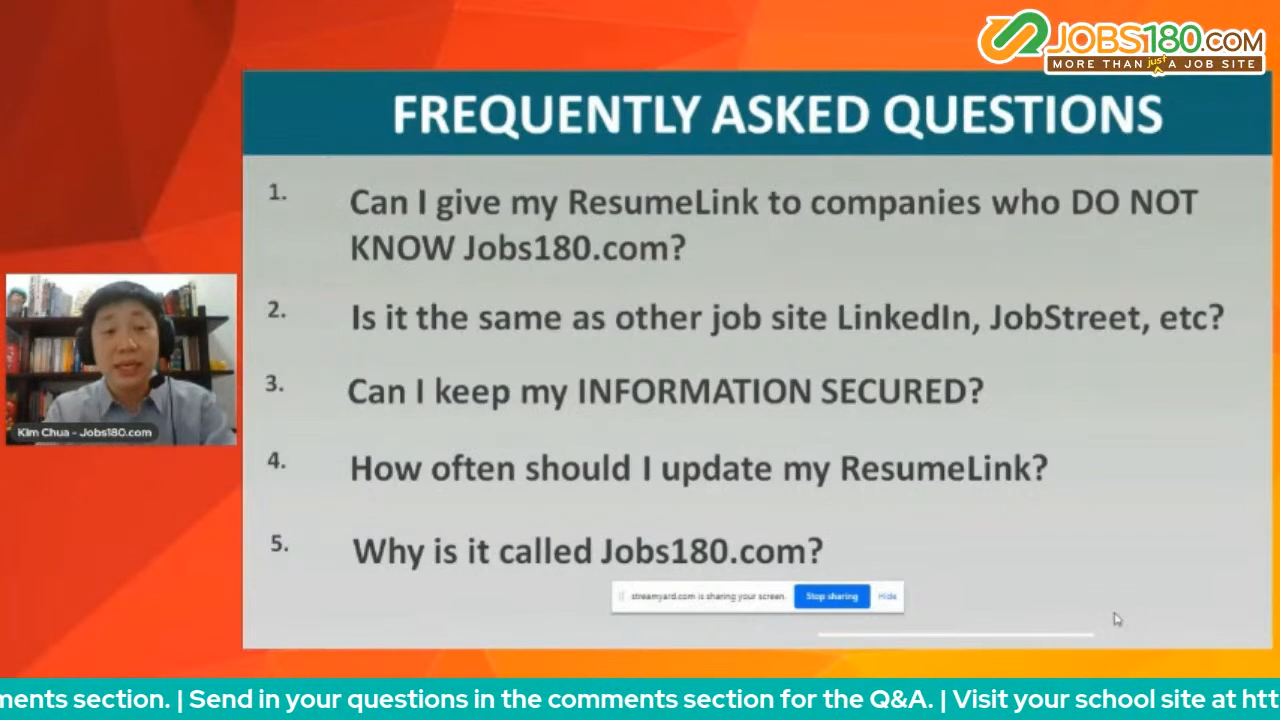 JOBS180.COM
MORE THAN just A JOB SITE
FREQUENTLY ASKED QUESTIONS
1. Can I give my ResumeLink to companies who DO NOT
KNOW Jobs180.com?
2. Is it the same as other job site LinkedIn, JobStreet, etc?
3. Can I keep my INFORMATION SECURED?
Kim Chua - Jobs180.com
4. How often should I update my ResumeLink?
5. Why is it called Jobs180.com?
streamyard.com is sharing your screen. Stop sharing Hide
ments section. | Send in your questions in the comments section for the Q&A. | Visit your school site at htt